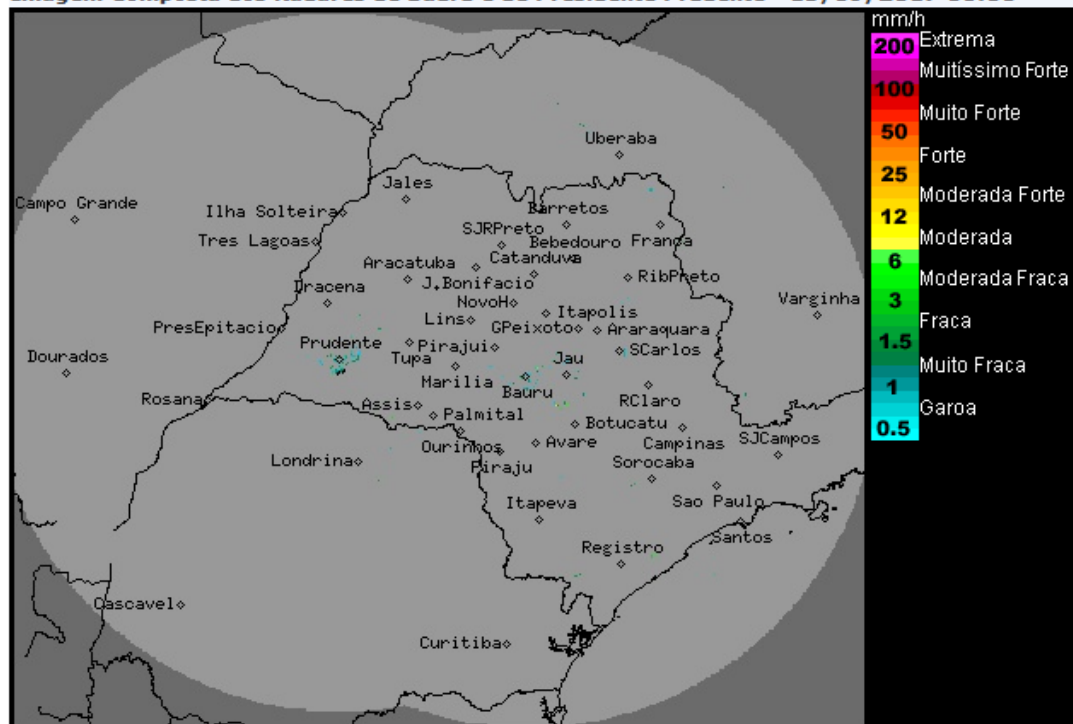 mm/h
200 Extrema
Muitíssimo Forte
100
Muito Forte
50
Forte
25
Moderada Forte
12
Moderada
6
Moderada Fraca
3
Fraca
1.5
Muito Fraca
1
Garoa
0.5
Uberaba
Jales
Campo Grande
Ilha Solteira
Barretos
SJRPreto
Tres Lagoas
Bebedouro
Franca
Catanduva
Aracatuba
J.Bonifacio
RibPreto
Dracena
NovoH
Varginha
Itapolis
Lins
PresEpitacio
GPeixoto
Araraquara
Prudente
Pirajui
SCarlos
Dourados
Tupa
Jau
Marilia
Bauru
Rosana
Assis
RClaro
Palmital
Botucatu
Ourinhos
Avare
Campinas
SJCampos
Londrina
Piraju
Sorocaba
Itapeva
Sao Paulo
Santos
Registro
Cascavel
Curitiba